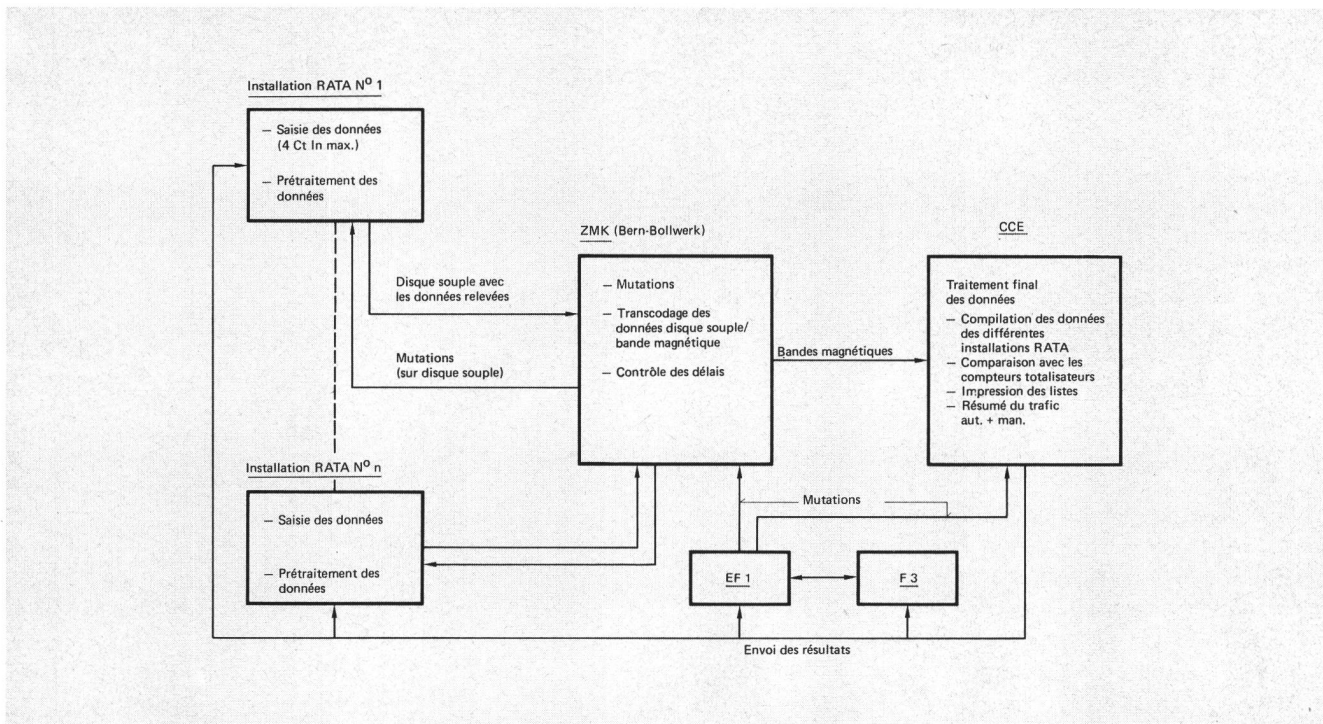 Installation RATA Nº 1
– Saisie des données
(4 Ct In max.)
– Prétraitement des
données
Disque souple avec
les données relevées
Mutations
(sur disque souple)
Installation RATA Nº n
– Saisie des données
– Prétraitement des
données
ZMK (Bern-Bollwerk)
– Mutations
– Transcodage des
données disque souple/
bande magnétique
– Contrôle des délais
Bandes magnétiques
CCE
Traitement final
des données
– Compilation des données
des différentes
installations RATA
– Comparaison avec les
compteurs totalisateurs
– Impression des listes
– Résumé du trafic
aut. + man.
Mutations
EF 1
F 3
Envoi des résultats